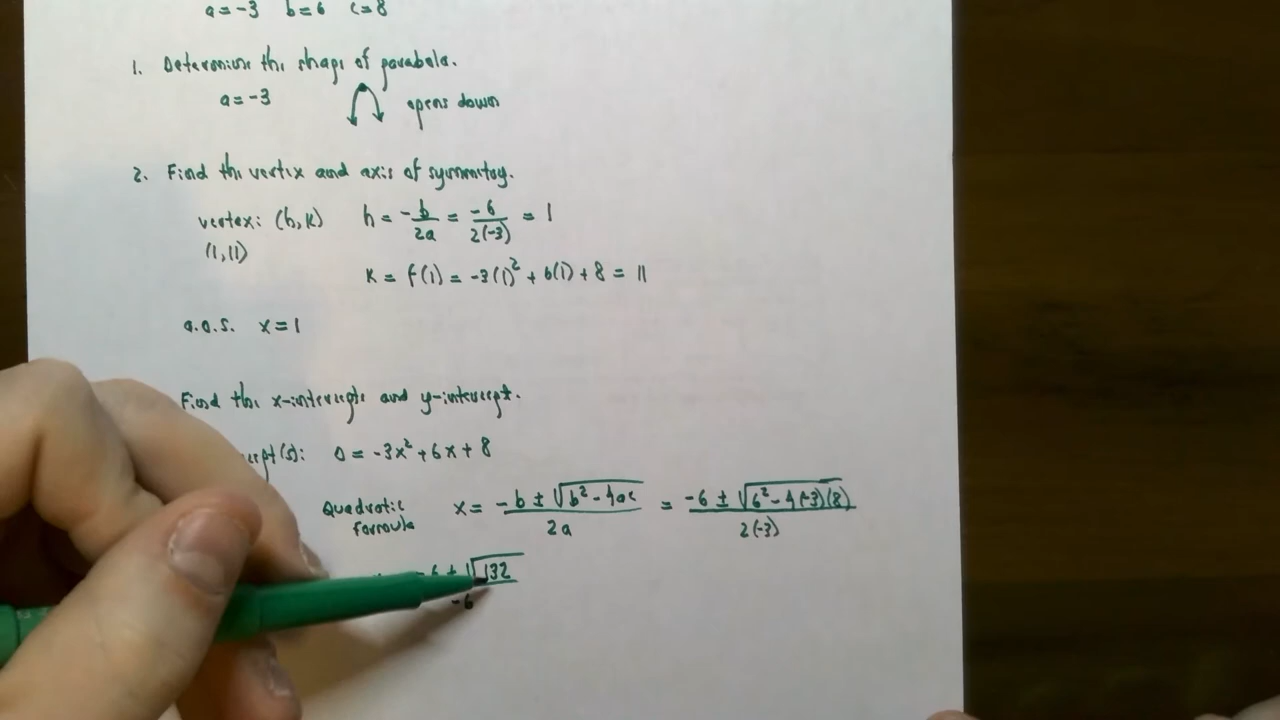 a = -3 b = 6 c = 8
1. Determine the shape of parabola.
a = -3 opens down
2. Find the vertex and axis of symmetry.
vertex: (h,k) h = -b/2a = -6/2(-3) = 1
(1,11)
k = f(1) = -3(1)² + 6(1) + 8 = 11
a.o.s. x = 1
Find the x-intercepts and y-intercept.
cept(s): 0 = -3x² + 6x + 8
Quadratic formula x = -b ± √(b² - 4ac) / 2a = -6 ± √(6² - 4(-3)(8)) / 2(-3)
-6 ± √132 / -6